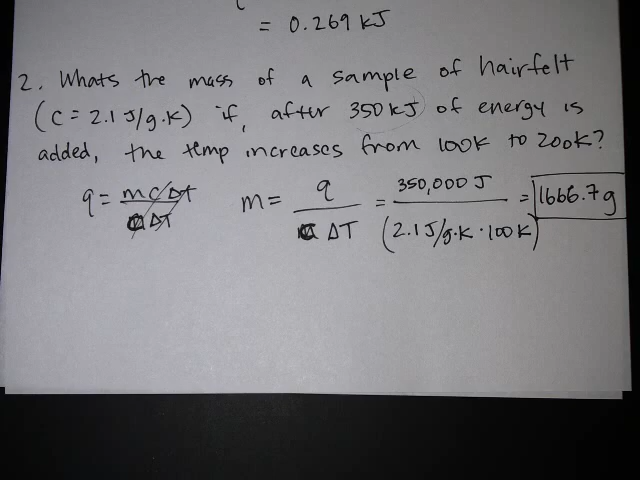 = 0.269 kJ
2. Whats the mass of a sample of hairfelt
(C = 2.1 J/g.K) if, after 350 kJ of energy is
added, the temp increases from 100K to 200K?
q = mCΔT / CΔT m = q / C ΔT = 350,000 J / (2.1 J/g.K · 100 K) = 1666.7 g